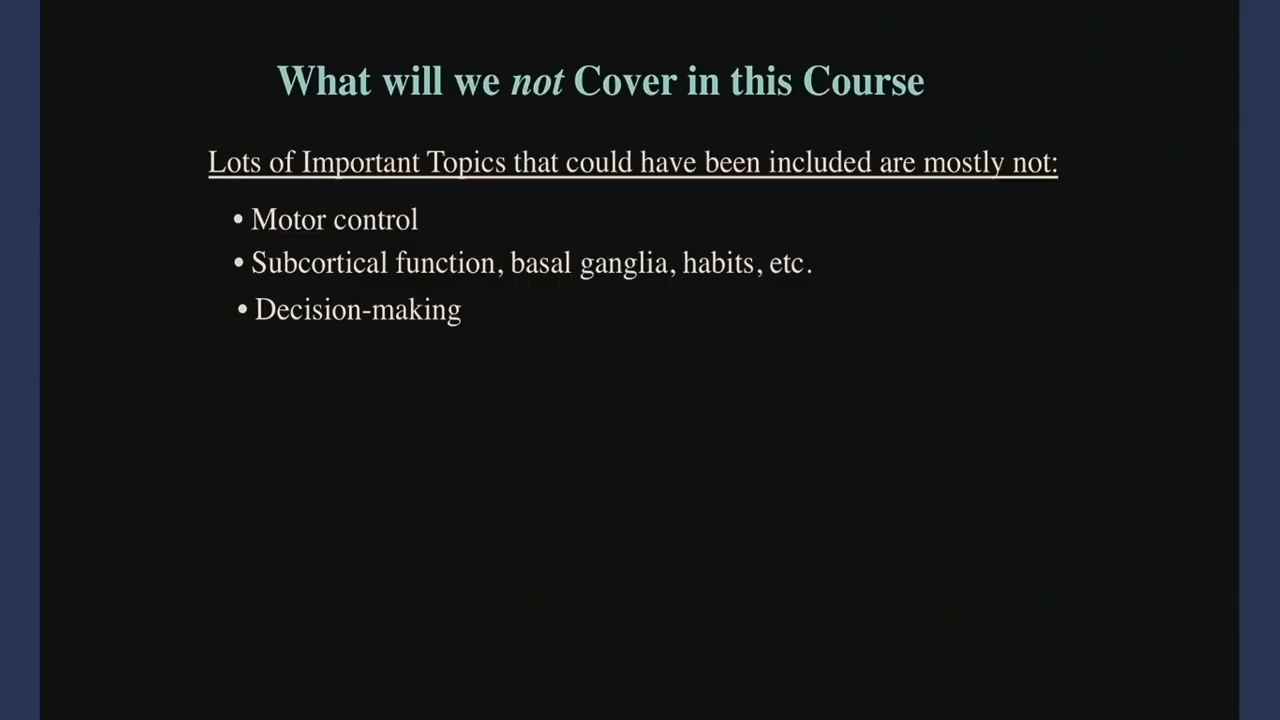 What will we not Cover in this Course
Lots of Important Topics that could have been included are mostly not:
• Motor control
• Subcortical function, basal ganglia, habits, etc.
• Decision-making